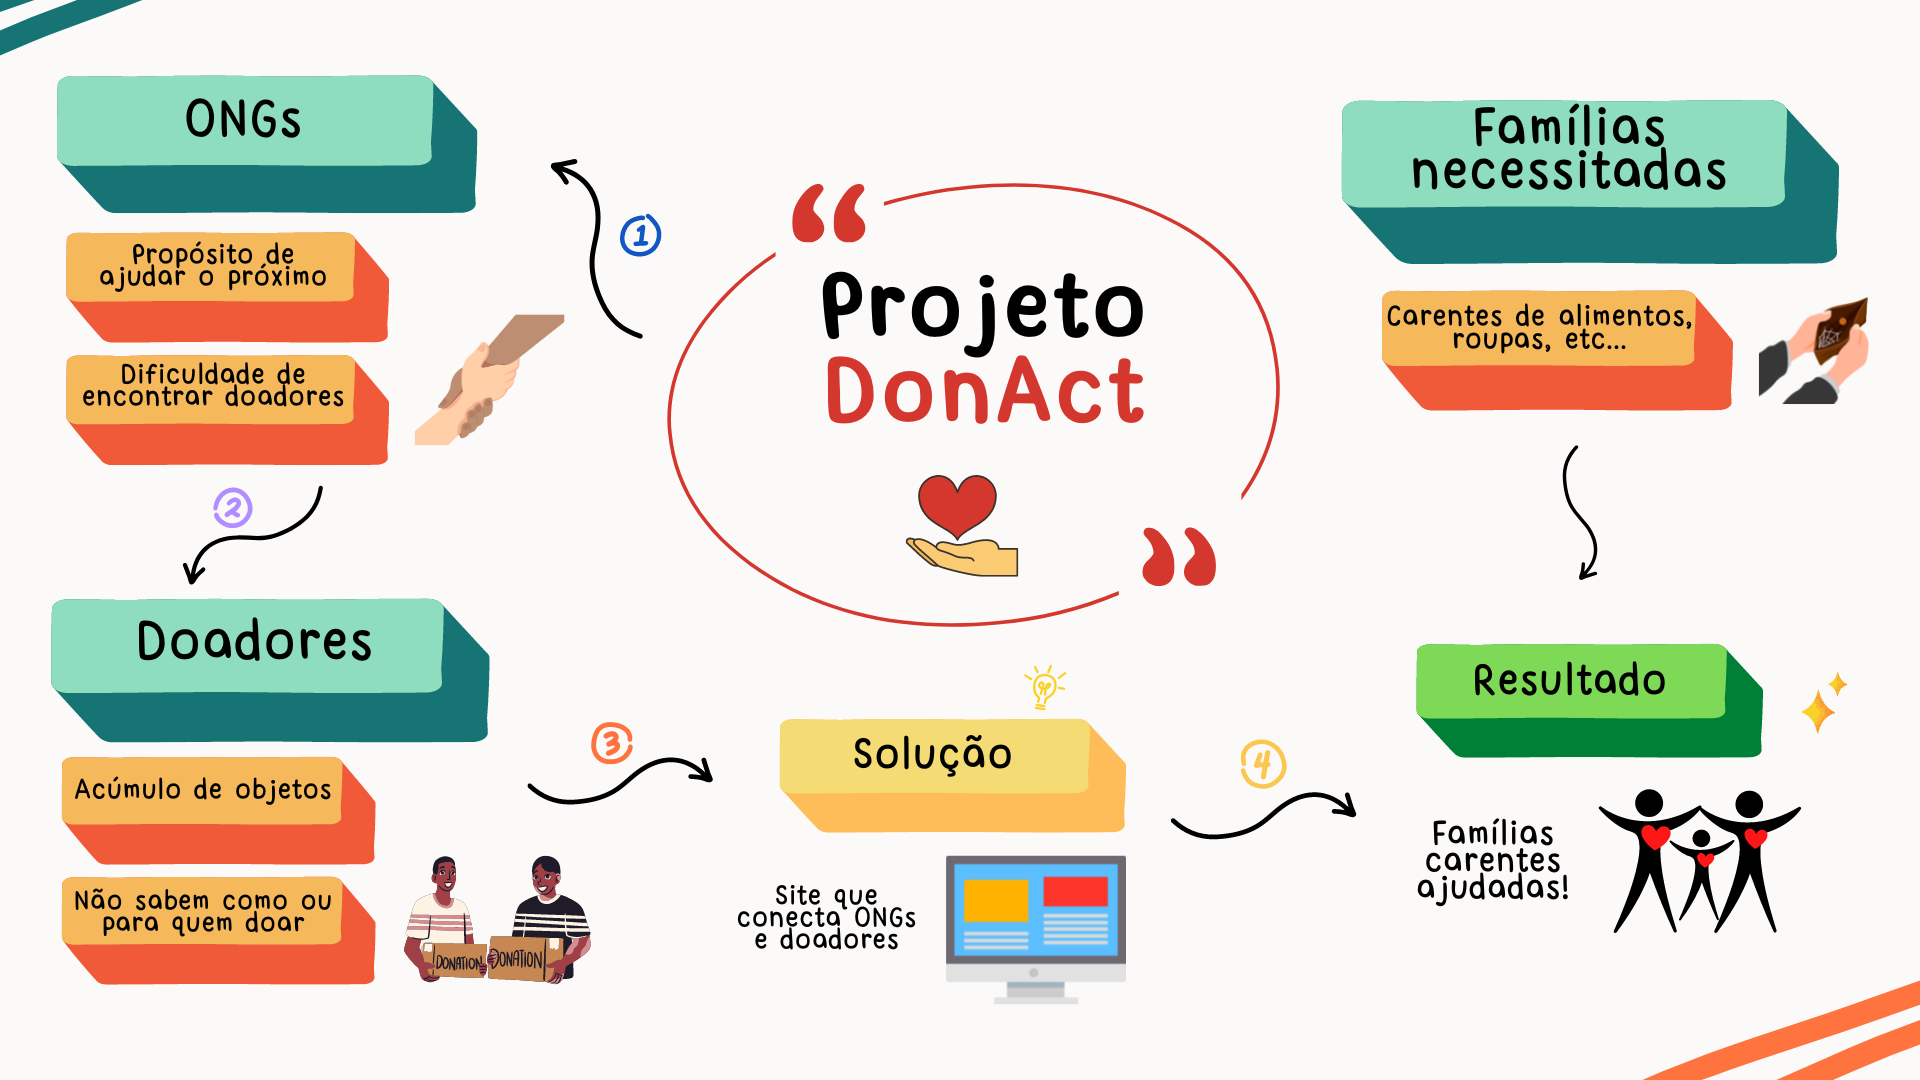 ONGs
Propósito de
ajudar o próximo
Dificuldade de
encontrar doadores
1
Projeto
DonAct
Famílias
necessitadas
Carentes de alimentos,
roupas, etc...
2
Doadores
Acúmulo de objetos
Não sabem como ou
para quem doar
DONATION
DONATION
3
Solução
Site que
conecta ONGs
e doadores
4
Resultado
Famílias
carentes
ajudadas!